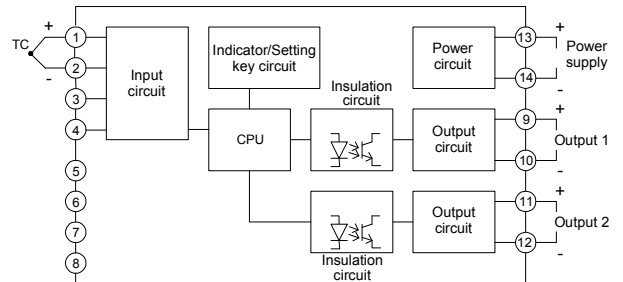 TC
+
-
1
2
3
4
5
6
7
8
Input
circuit
Indicator/Setting
key circuit
CPU
Insulation
circuit
Power
circuit
13
14
+
Power
supply
-
Output
circuit
9
10
+
Output 1
-
Insulation
circuit
Output
circuit
11
12
+
Output 2
-